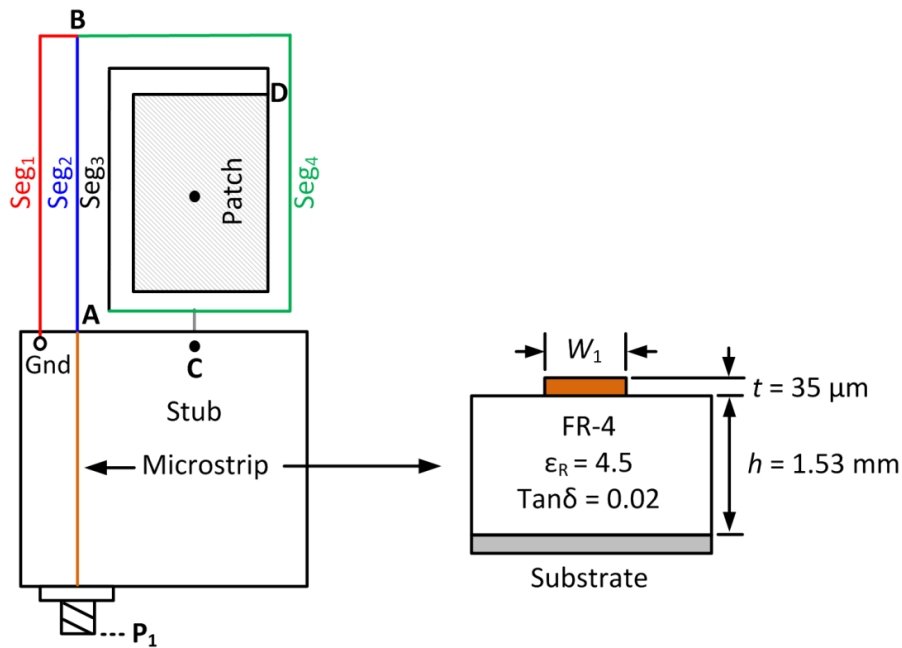 B
D
Seg₁
Seg₂
Seg₃
Patch
Seg₄
A
Gnd
C
Stub
Microstrip
P₁
W₁
t = 35 µm
FR-4
εR = 4.5
Tanδ = 0.02
h = 1.53 mm
Substrate